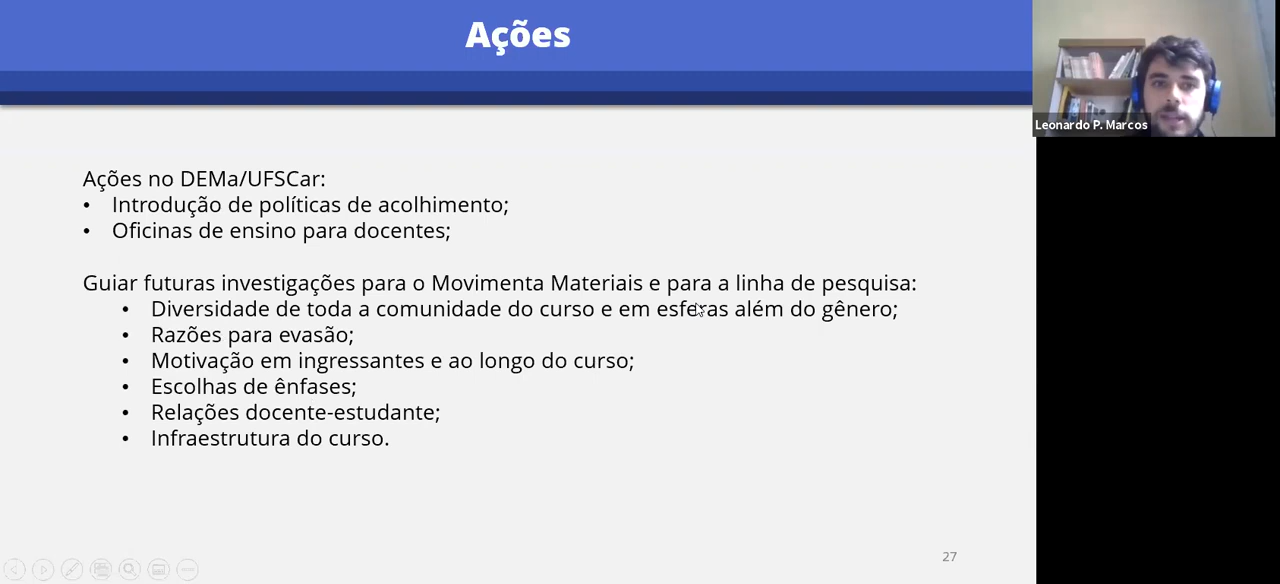 Ações
Leonardo P. Marcos
Ações no DEMa/UFSCar:
• Introdução de políticas de acolhimento;
• Oficinas de ensino para docentes;
Guiar futuras investigações para o Movimenta Materiais e para a linha de pesquisa:
• Diversidade de toda a comunidade do curso e em esferas além do gênero;
• Razões para evasão;
• Motivação em ingressantes e ao longo do curso;
• Escolhas de ênfases;
• Relações docente-estudante;
• Infraestrutura do curso.
27